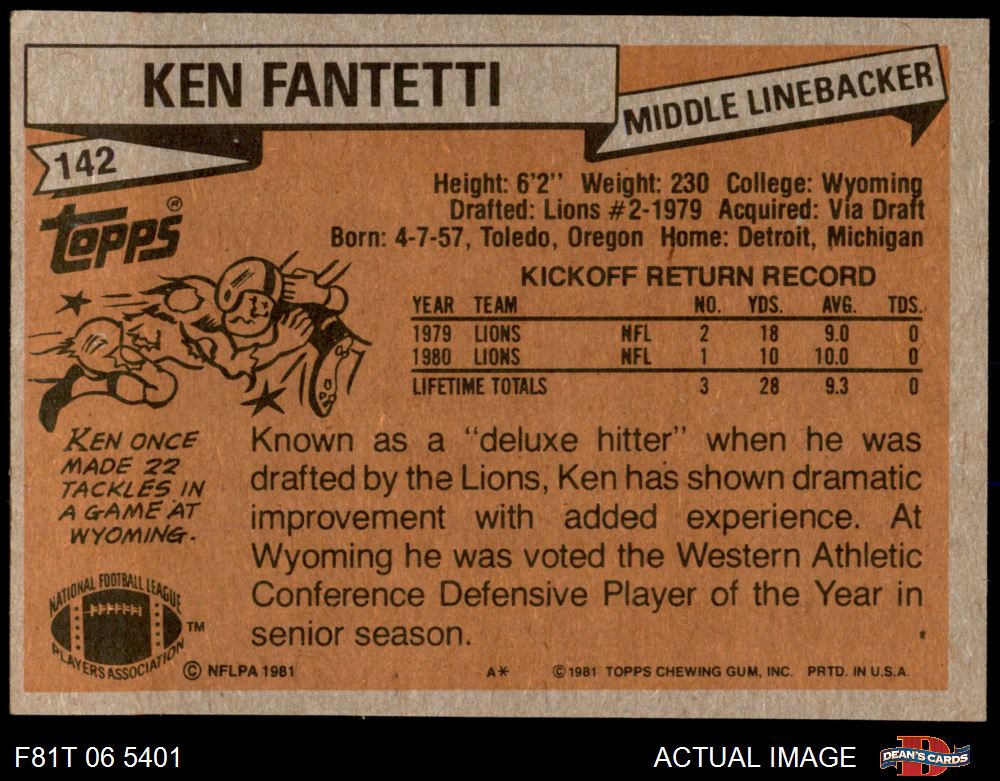 KEN FANTETTI
MIDDLE LINEBACKER
142
Topps®
Height: 6'2'' Weight: 230 College: Wyoming
Drafted: Lions #2-1979 Acquired: Via Draft
Born: 4-7-57, Toledo, Oregon Home: Detroit, Michigan
KICKOFF RETURN RECORD
YEAR TEAM NO. YDS. AVG. TDS.
1979 LIONS NFL 2 18 9.0 0
1980 LIONS NFL 1 10 10.0 0
LIFETIME TOTALS 3 28 9.3 0
KEN ONCE
MADE 22
TACKLES IN
A GAME AT
WYOMING.
Known as a ‘‘deluxe hitter’’ when he was
drafted by the Lions, Ken has shown dramatic
improvement with added experience. At
Wyoming he was voted the Western Athletic
Conference Defensive Player of the Year in
senior season.
NATIONAL FOOTBALL LEAGUE
PLAYERS ASSOCIATION
TM
© NFLPA 1981 A* © 1981 TOPPS CHEWING GUM, INC. PRTD. IN U.S.A.
F81T 06 5401 ACTUAL IMAGE DEAN'S CARDS